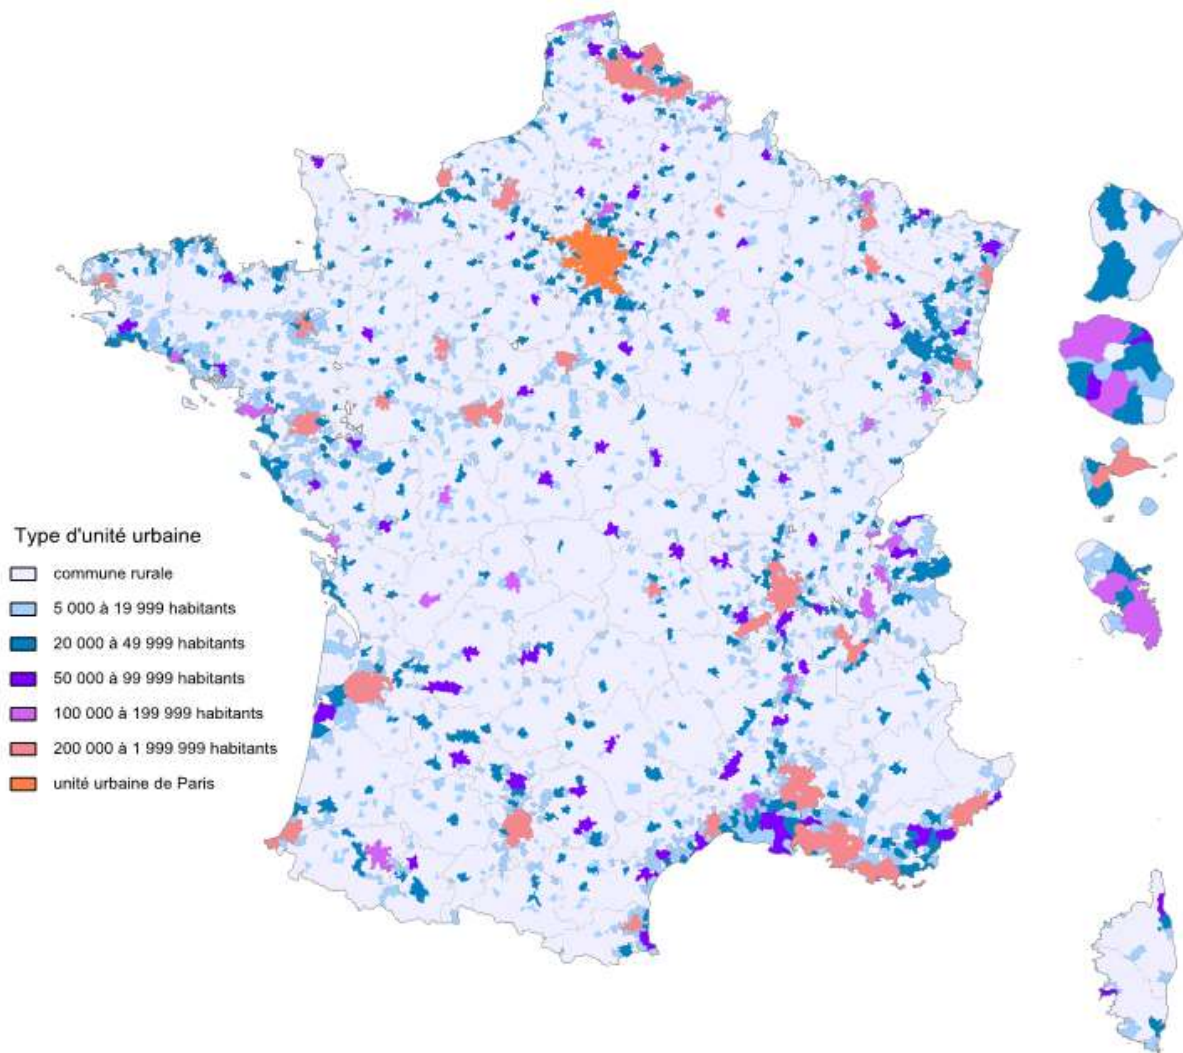 Type d'unité urbaine
commune rurale
5 000 à 19 999 habitants
20 000 à 49 999 habitants
50 000 à 99 999 habitants
100 000 à 199 999 habitants
200 000 à 1 999 999 habitants
unité urbaine de Paris